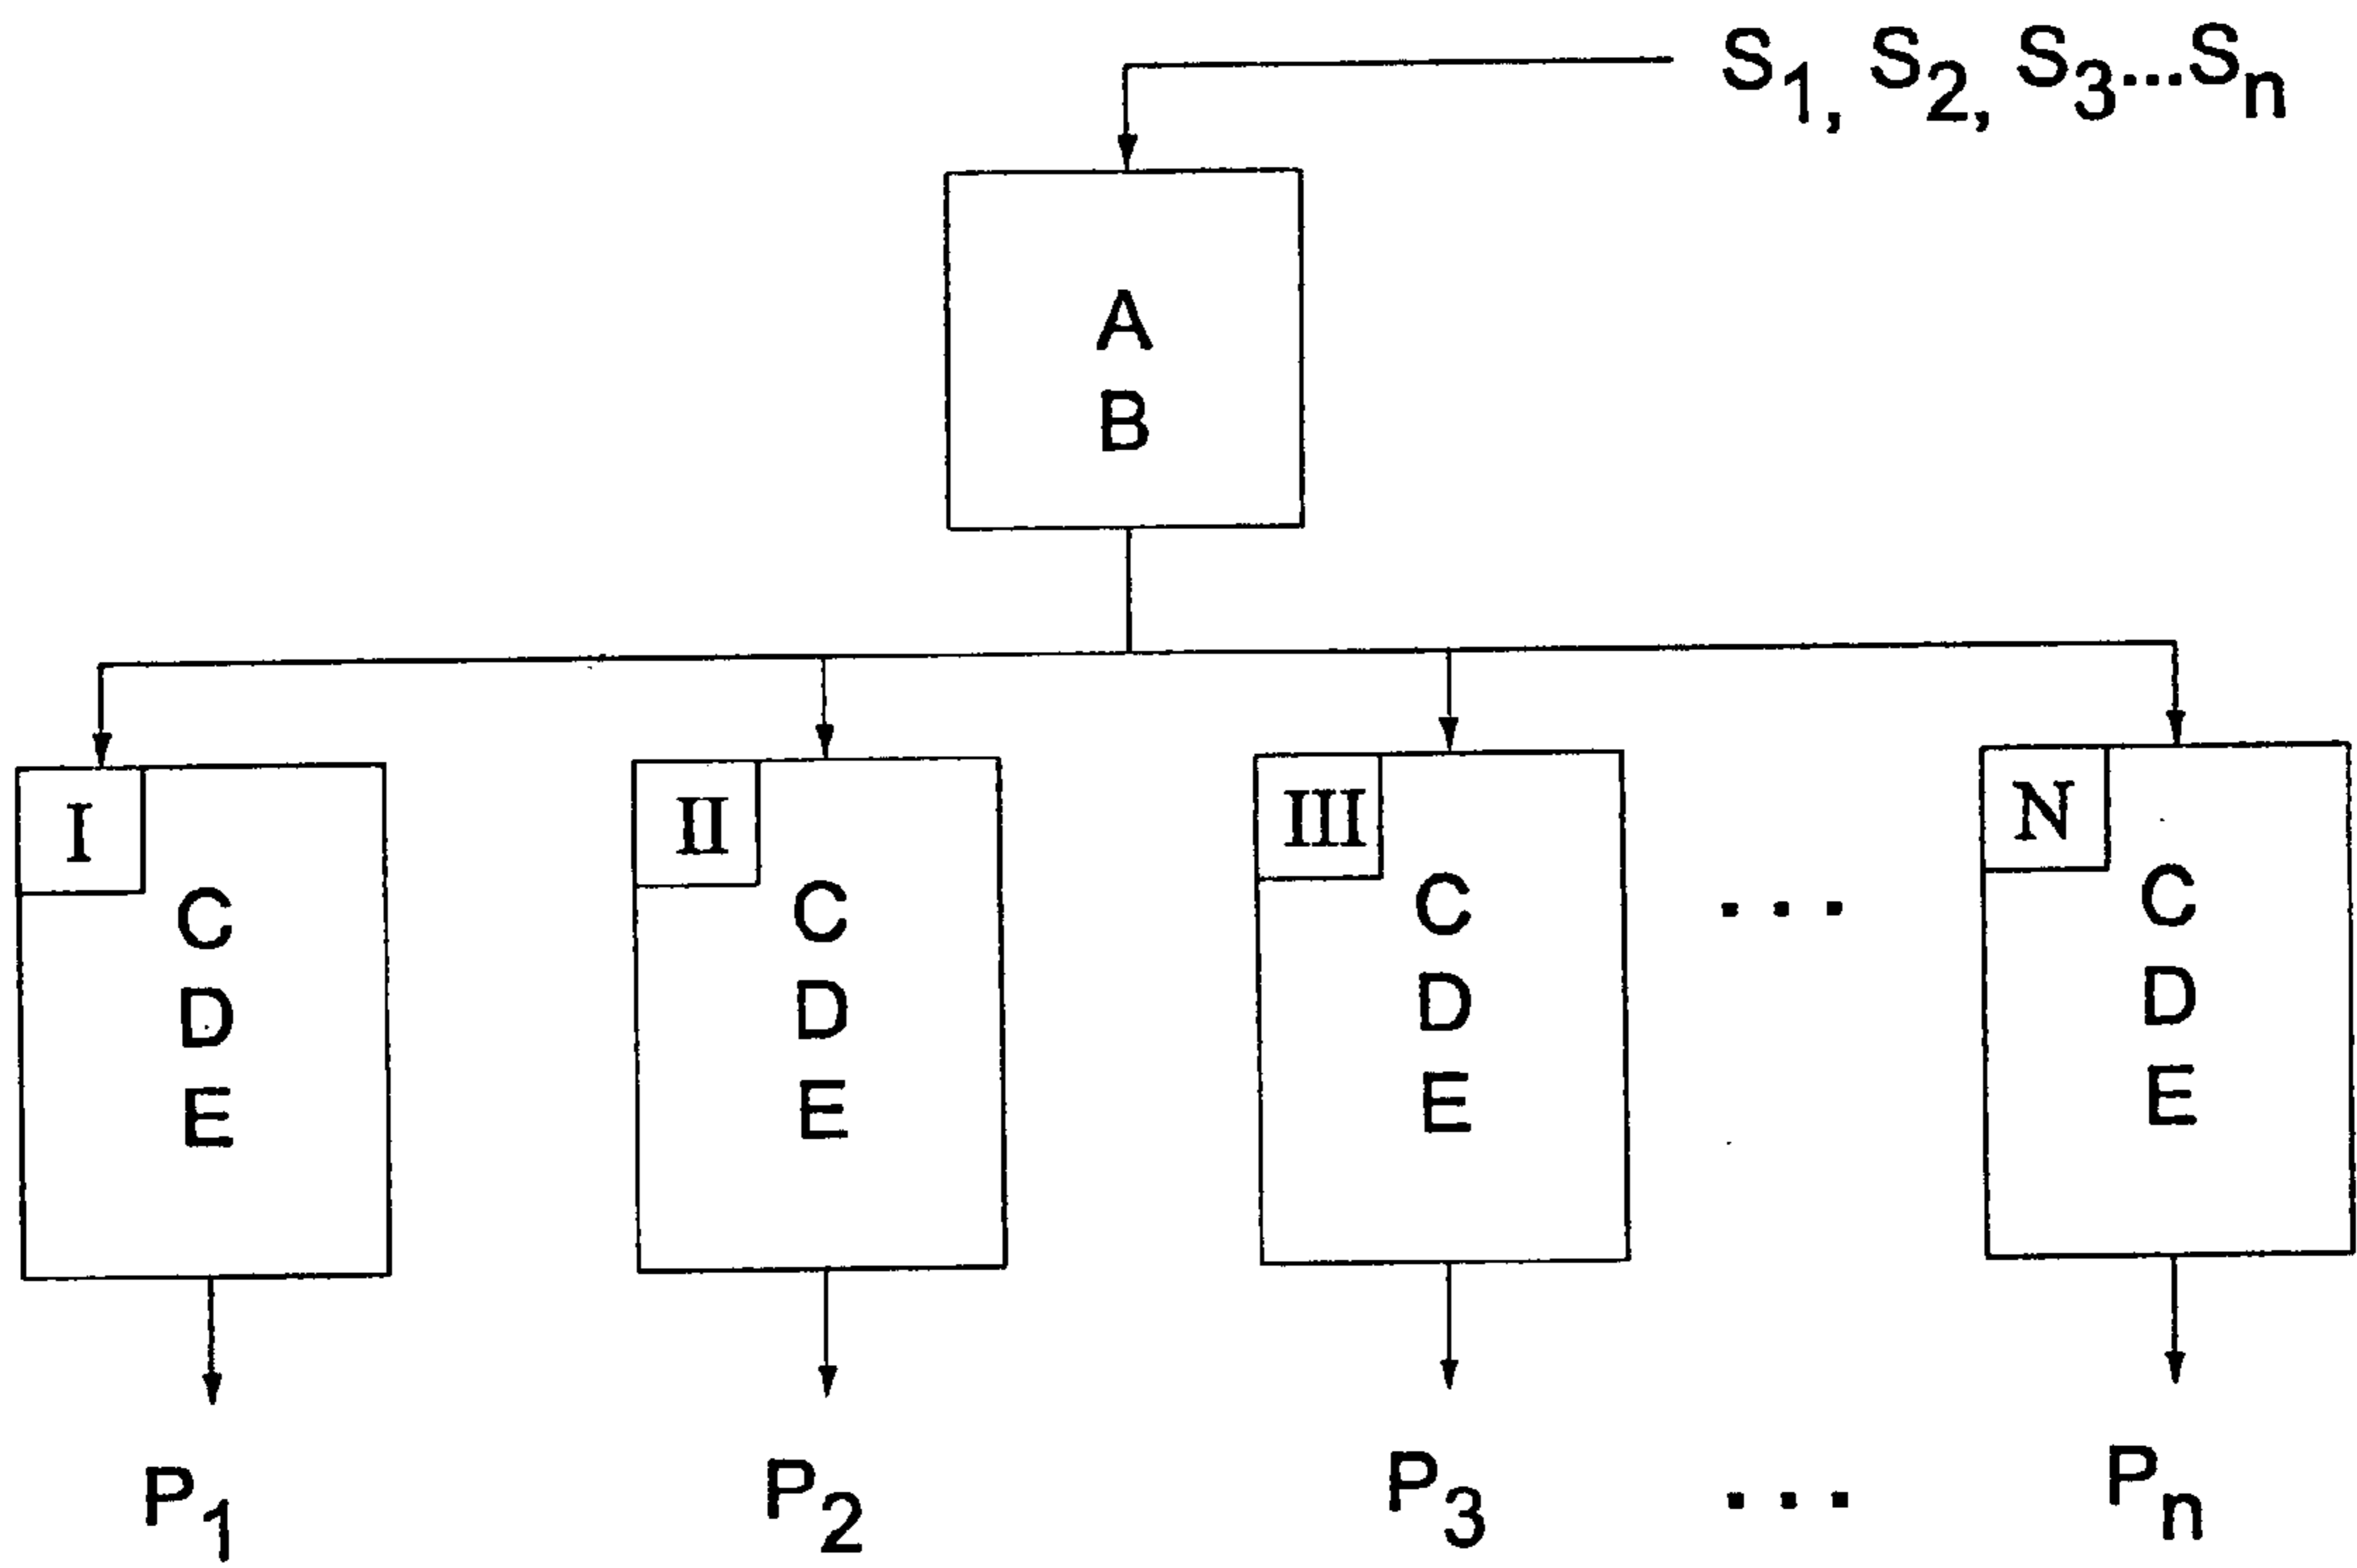 S1, S2, S3...Sn
A
B
I II III N
C C C ... C
D D D D
E E E E
P1 P2 P3 ... Pn